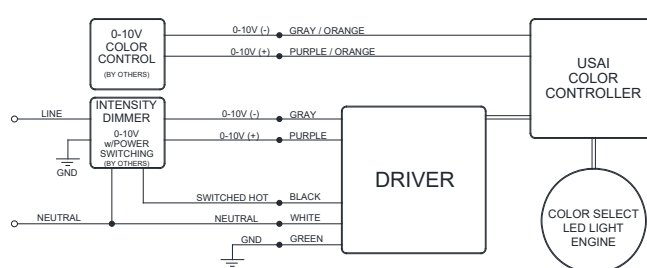 0-10V
COLOR
CONTROL
(BY OTHERS)
0-10V (-) GRAY / ORANGE
0-10V (+) PURPLE / ORANGE
USAI
COLOR
CONTROLLER
LINE
INTENSITY
DIMMER
0-10V
w/POWER
SWITCHING
(BY OTHERS)
GND
0-10V (-) GRAY
0-10V (+) PURPLE
DRIVER
SWITCHED HOT BLACK
NEUTRAL
NEUTRAL WHITE
GND GREEN
COLOR SELECT
LED LIGHT
ENGINE